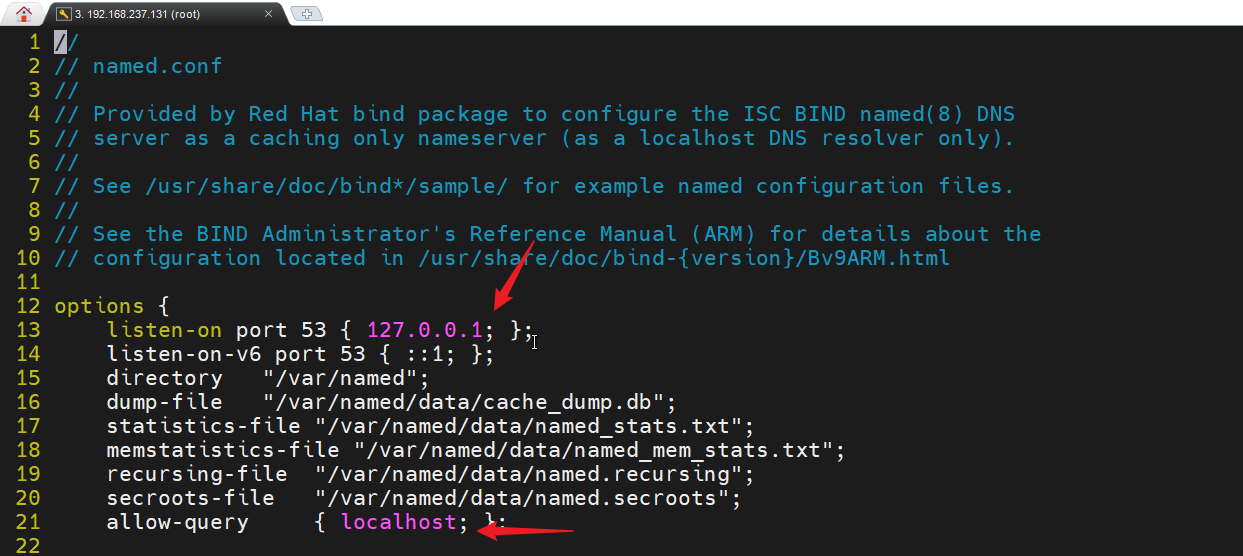 3. 192.168.237.131 (root)
1 //
2 // named.conf
3 //
4 // Provided by Red Hat bind package to configure the ISC BIND named(8) DNS
5 // server as a caching only nameserver (as a localhost DNS resolver only).
6 //
7 // See /usr/share/doc/bind*/sample/ for example named configuration files.
8 //
9 // See the BIND Administrator's Reference Manual (ARM) for details about the
10 // configuration located in /usr/share/doc/bind-{version}/Bv9ARM.html
11
12 options {
13     listen-on port 53 { 127.0.0.1; };
14     listen-on-v6 port 53 { ::1; };
15     directory   "/var/named";
16     dump-file   "/var/named/data/cache_dump.db";
17     statistics-file "/var/named/data/named_stats.txt";
18     memstatistics-file "/var/named/data/named_mem_stats.txt";
19     recursing-file  "/var/named/data/named.recursing";
20     secroots-file   "/var/named/data/named.secroots";
21     allow-query     { localhost; };
22